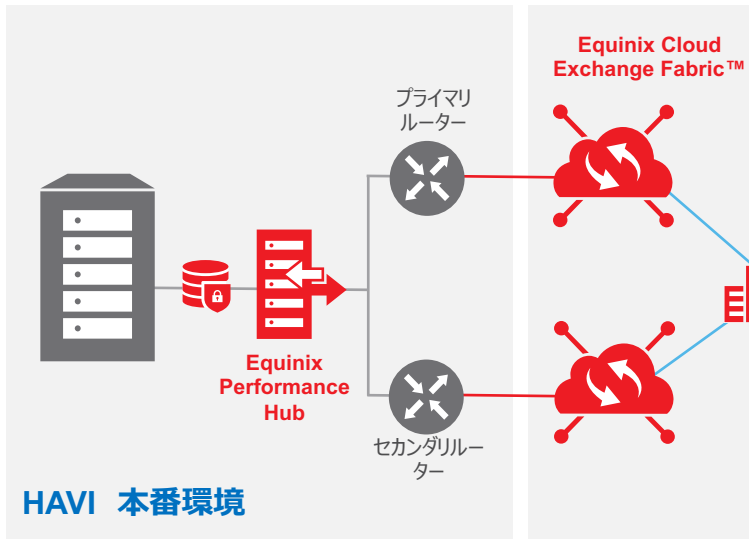 Equinix Cloud
Exchange Fabric™
プライマリ
ルーター
Equinix
Performance
Hub
セカンダリルー
ター
HAVI 本番環境